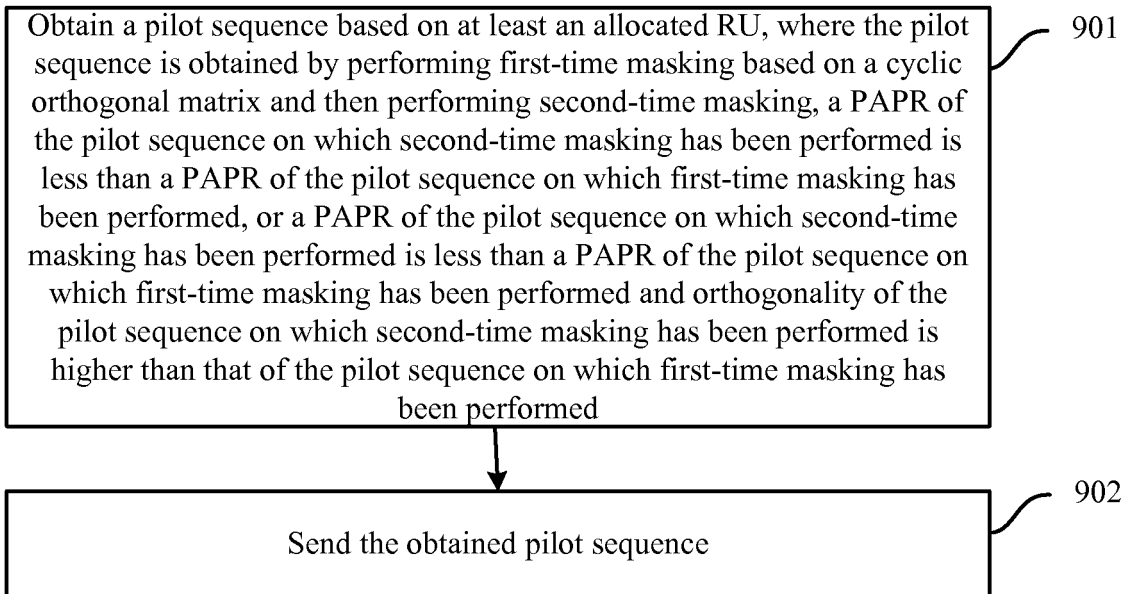 Obtain a pilot sequence based on at least an allocated RU, where the pilot
sequence is obtained by performing first-time masking based on a cyclic
orthogonal matrix and then performing second-time masking, a PAPR of
the pilot sequence on which second-time masking has been performed is
less than a PAPR of the pilot sequence on which first-time masking has
been performed, or a PAPR of the pilot sequence on which second-time
masking has been performed is less than a PAPR of the pilot sequence on
which first-time masking has been performed and orthogonality of the
pilot sequence on which second-time masking has been performed is
higher than that of the pilot sequence on which first-time masking has
been performed
901
Send the obtained pilot sequence
902